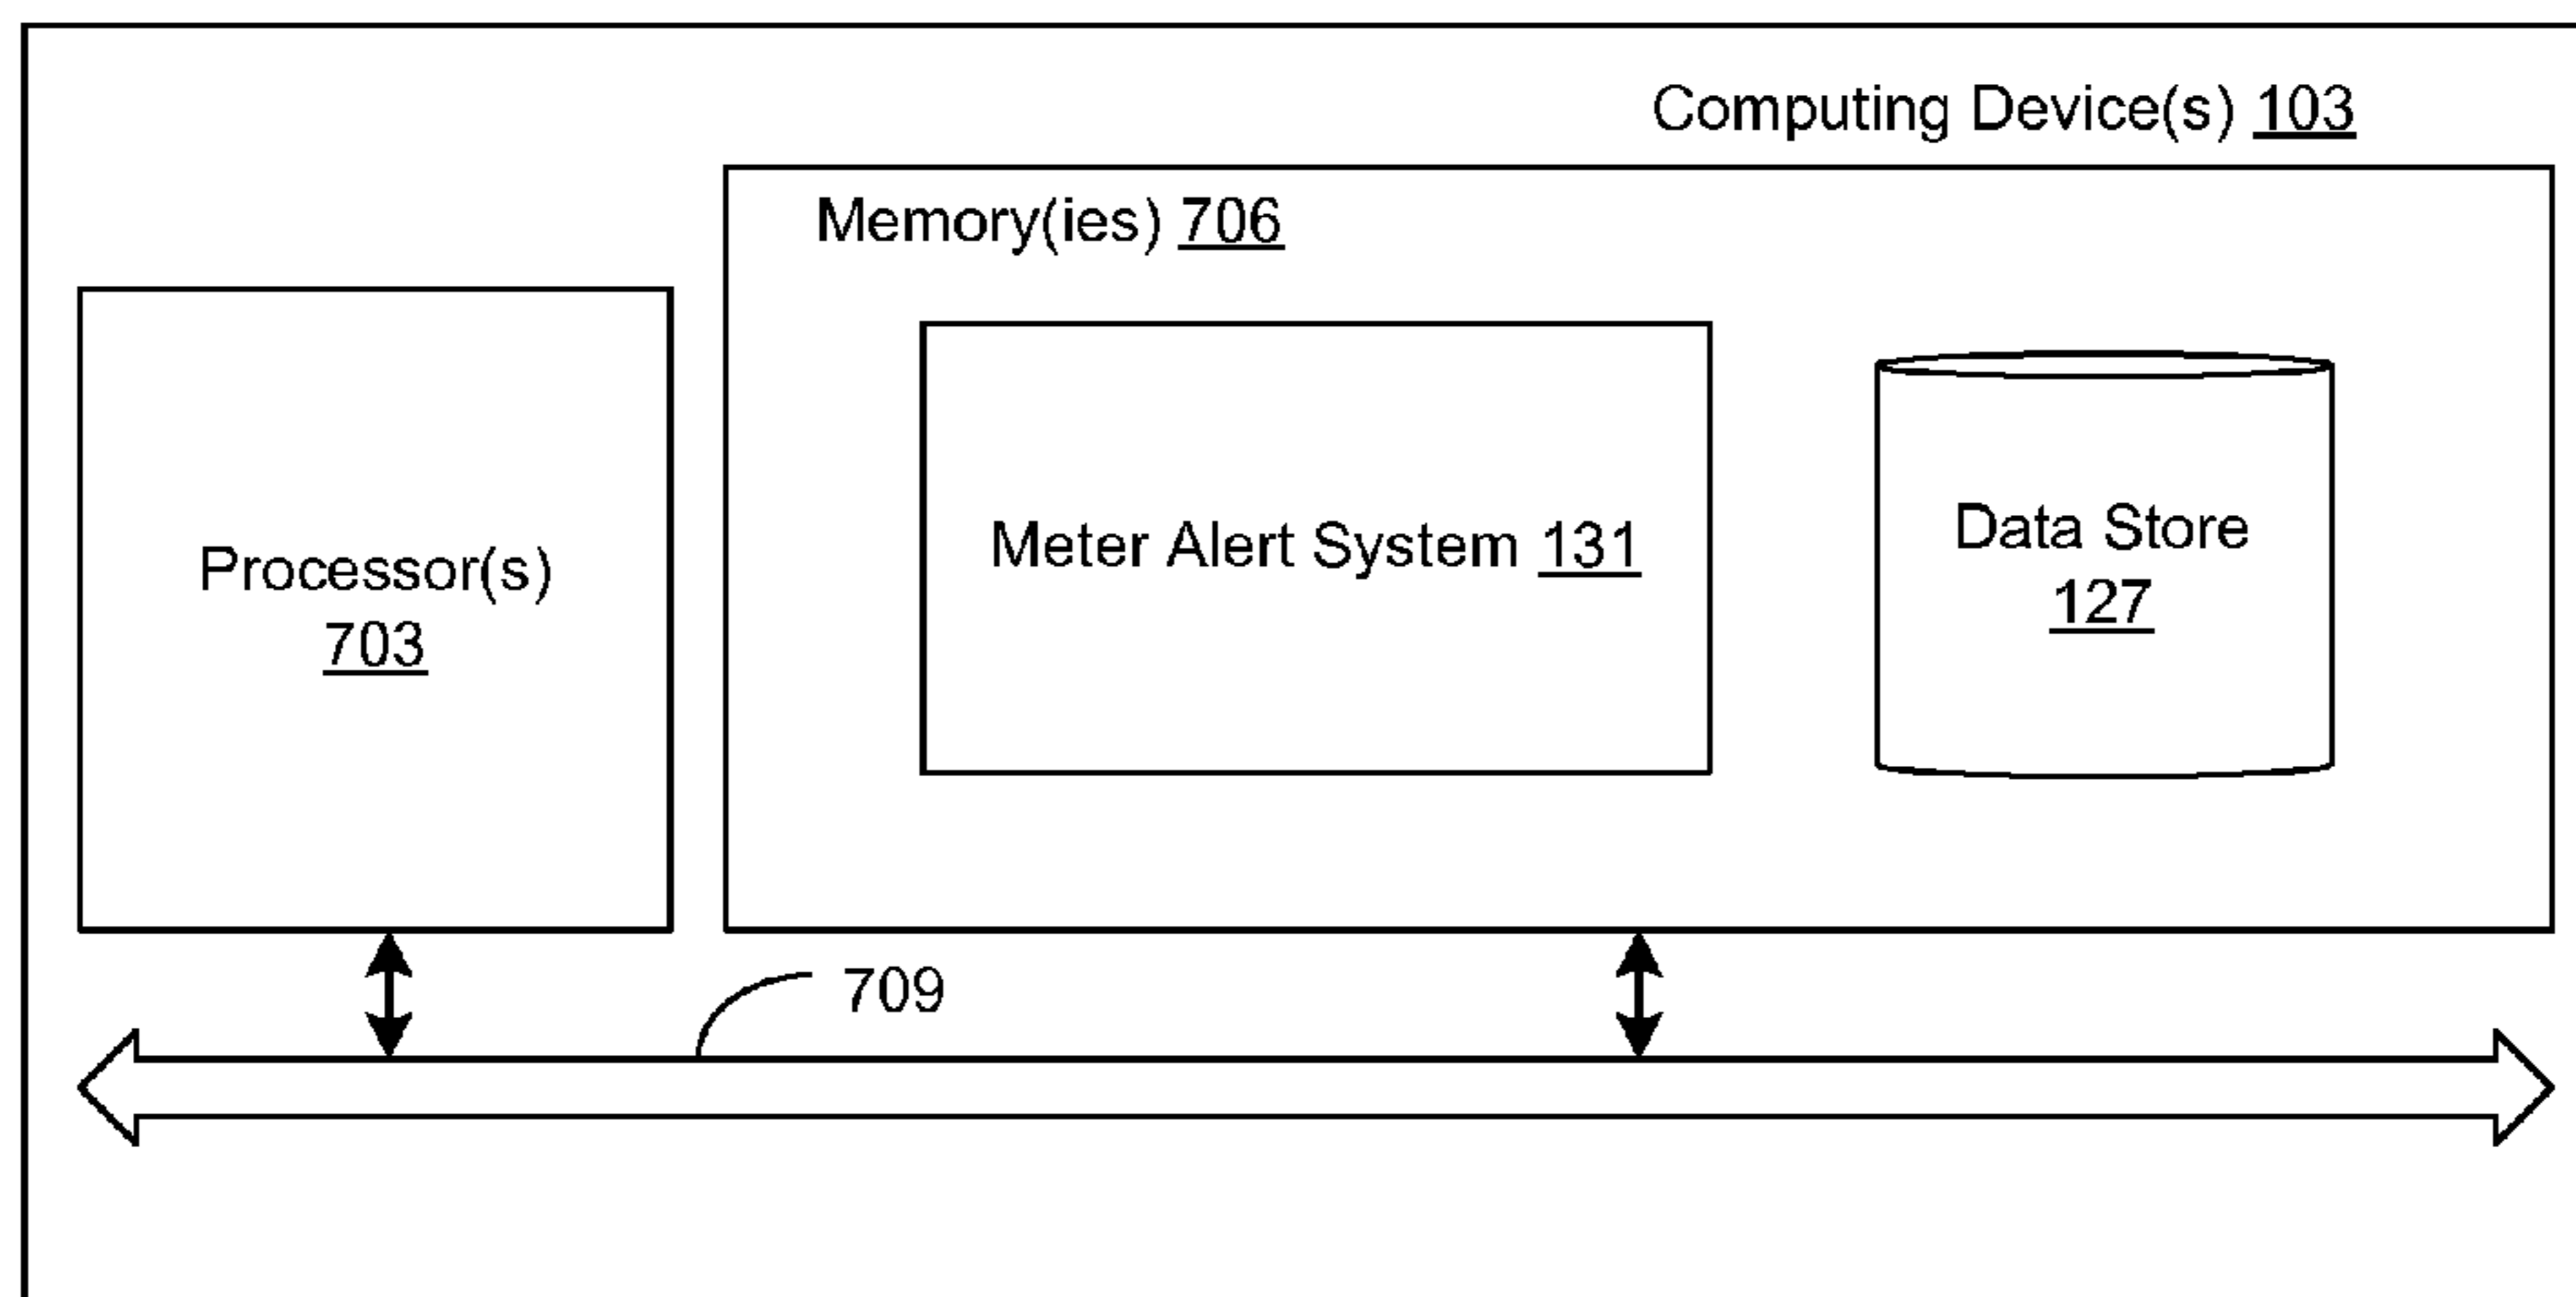 Computing Device(s) 103
Memory(ies) 706
Processor(s)
703
Meter Alert System 131
Data Store
127
709